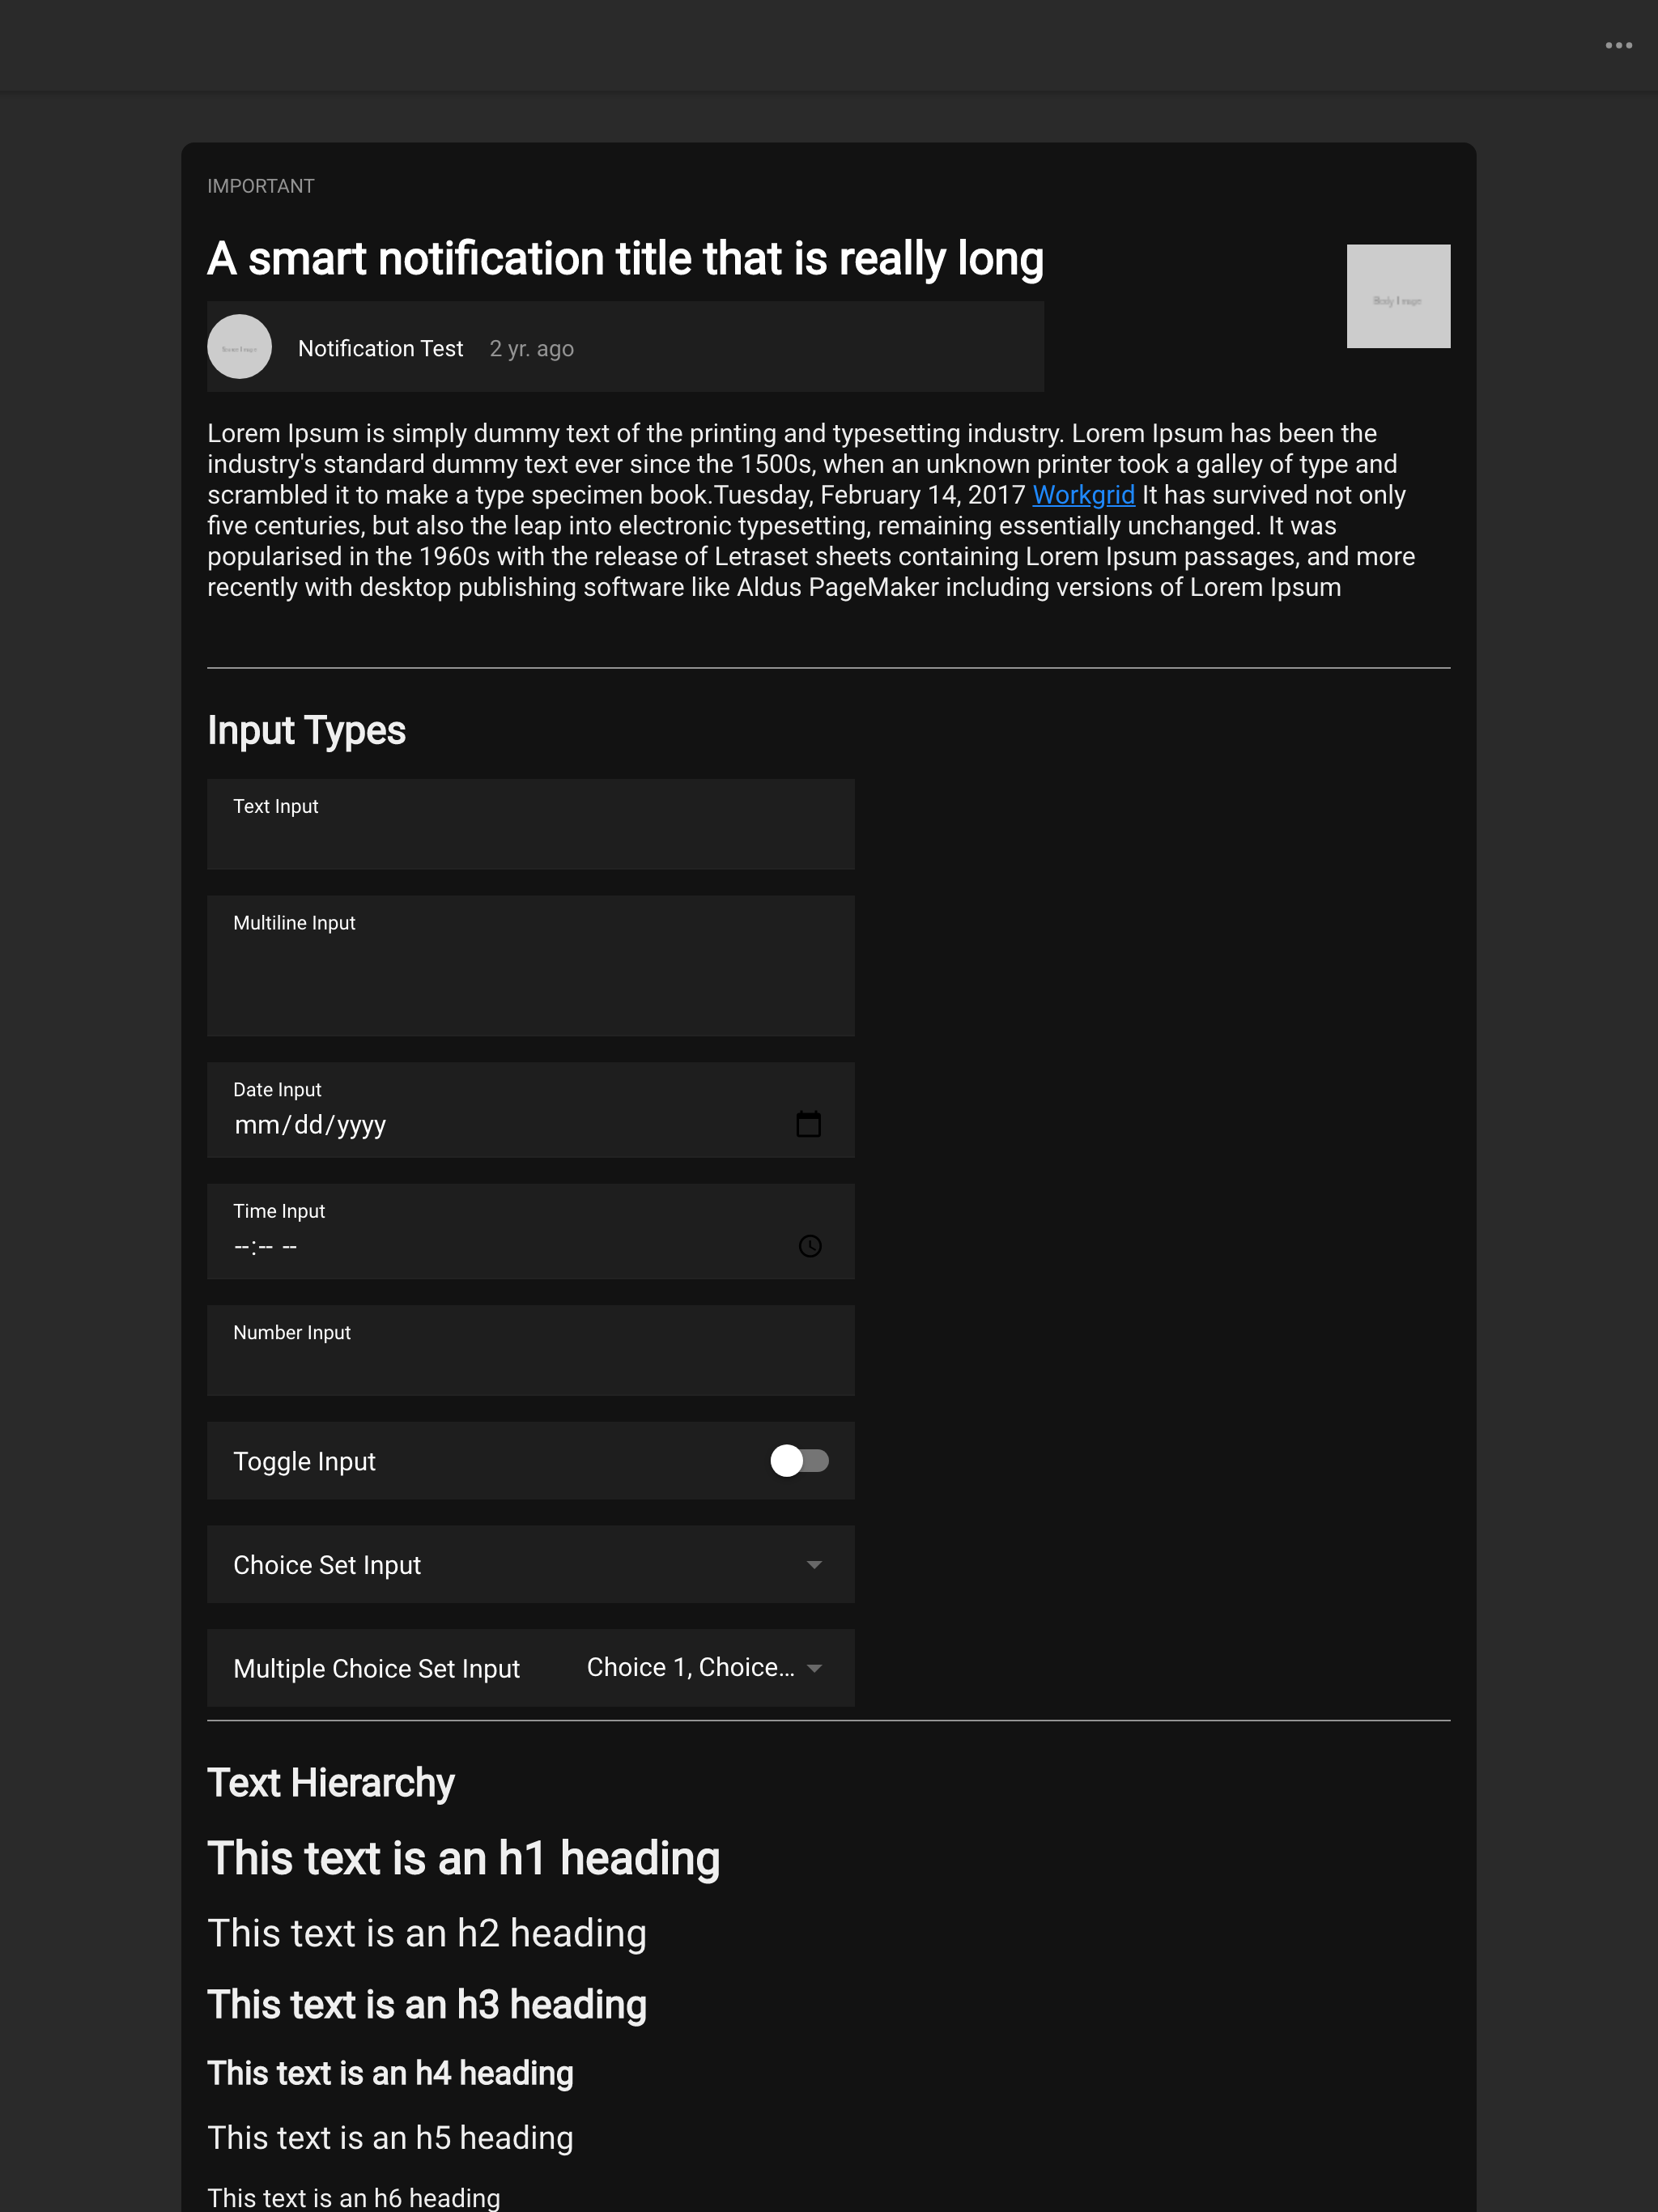 IMPORTANT
A smart notification title that is really long
Body Image
Notification Test 2 yr. ago
Lorem Ipsum is simply dummy text of the printing and typesetting industry. Lorem Ipsum has been the
industry's standard dummy text ever since the 1500s, when an unknown printer took a galley of type and
scrambled it to make a type specimen book.Tuesday, February 14, 2017 Workgrid It has survived not only
five centuries, but also the leap into electronic typesetting, remaining essentially unchanged. It was
popularised in the 1960s with the release of Letraset sheets containing Lorem Ipsum passages, and more
recently with desktop publishing software like Aldus PageMaker including versions of Lorem Ipsum
Input Types
Text Input
Multiline Input
Date Input
mm/dd/yyyy
Time Input
--:-- --
Number Input
Toggle Input
Choice Set Input
Multiple Choice Set Input Choice 1, Choice...
Text Hierarchy
This text is an h1 heading
This text is an h2 heading
This text is an h3 heading
This text is an h4 heading
This text is an h5 heading
This text is an h6 heading